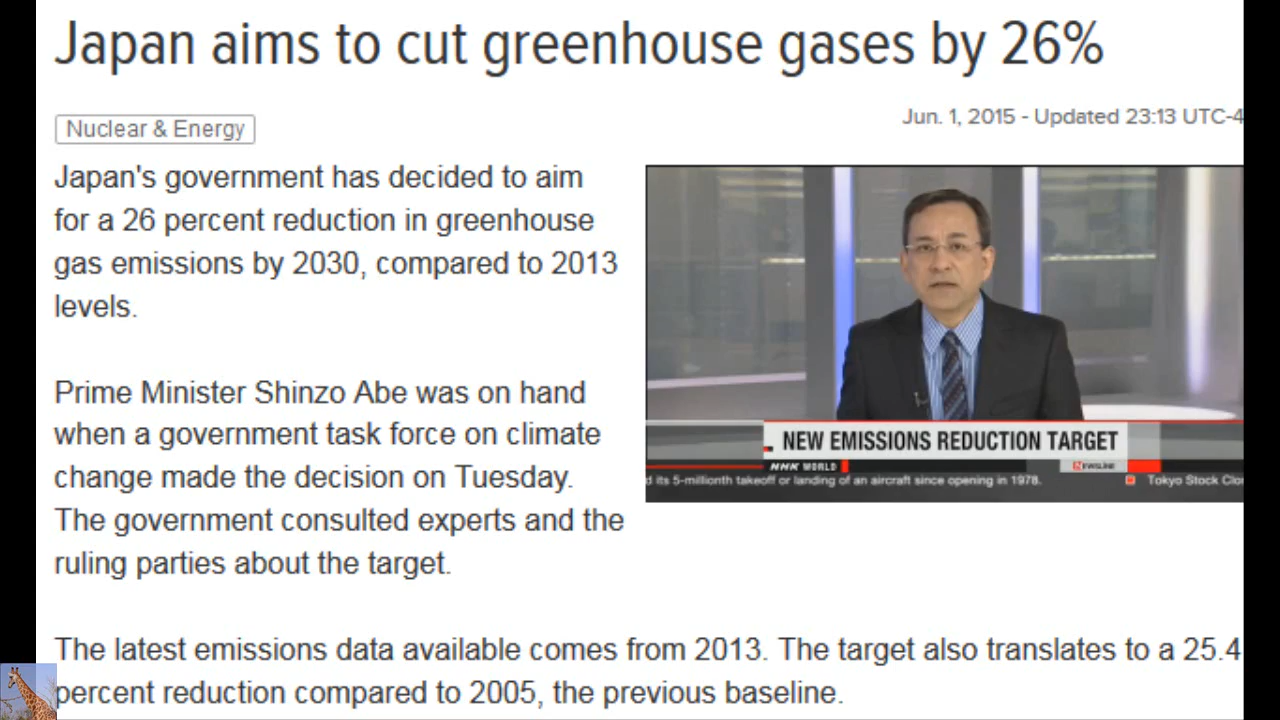 Japan aims to cut greenhouse gases by 26%
Nuclear & Energy
Jun. 1, 2015 - Updated 23:13 UTC-4
Japan's government has decided to aim
for a 26 percent reduction in greenhouse
gas emissions by 2030, compared to 2013
levels.
Prime Minister Shinzo Abe was on hand
when a government task force on climate
change made the decision on Tuesday.
The government consulted experts and the
ruling parties about the target.
NEW EMISSIONS REDUCTION TARGET
NHK WORLD
NEWSLINE
d its 5-millionth takeoff or landing of an aircraft since opening in 1978.
Tokyo Stock Clo
The latest emissions data available comes from 2013. The target also translates to a 25.4
percent reduction compared to 2005, the previous baseline.